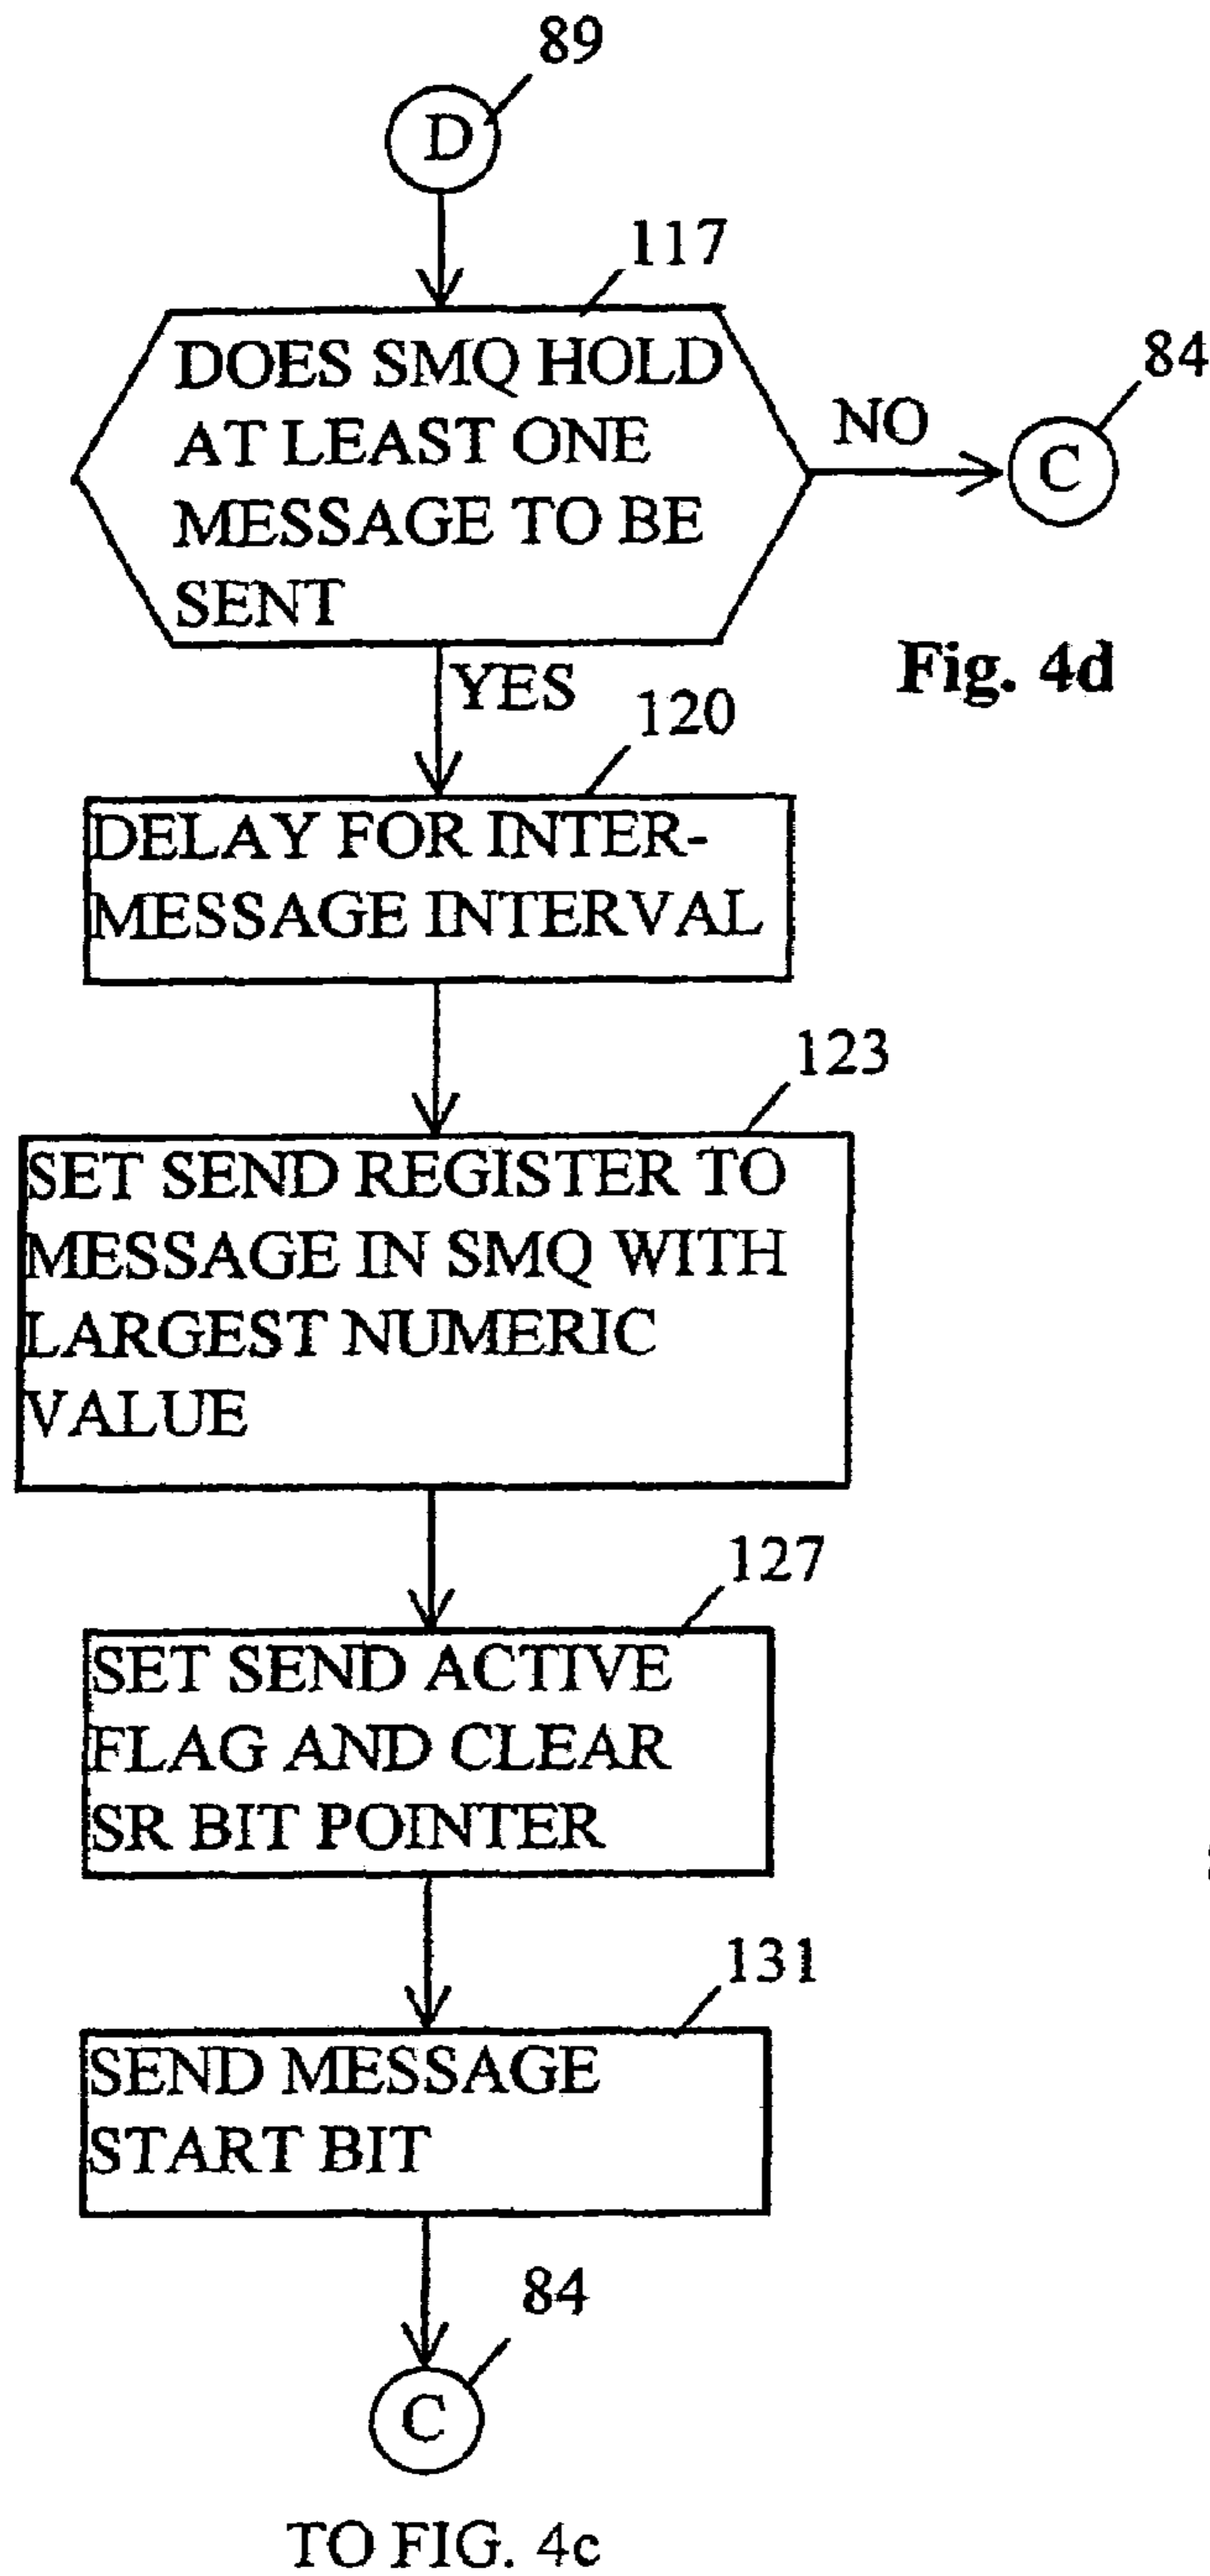 89
D
117
DOES SMQ HOLD
AT LEAST ONE
MESSAGE TO BE
SENT
NO
84
C
Fig. 4d
YES
120
DELAY FOR INTER-
MESSAGE INTERVAL
123
SET SEND REGISTER TO
MESSAGE IN SMQ WITH
LARGEST NUMERIC
VALUE
127
SET SEND ACTIVE
FLAG AND CLEAR
SR BIT POINTER
131
SEND MESSAGE
START BIT
84
C
TO FIG. 4c